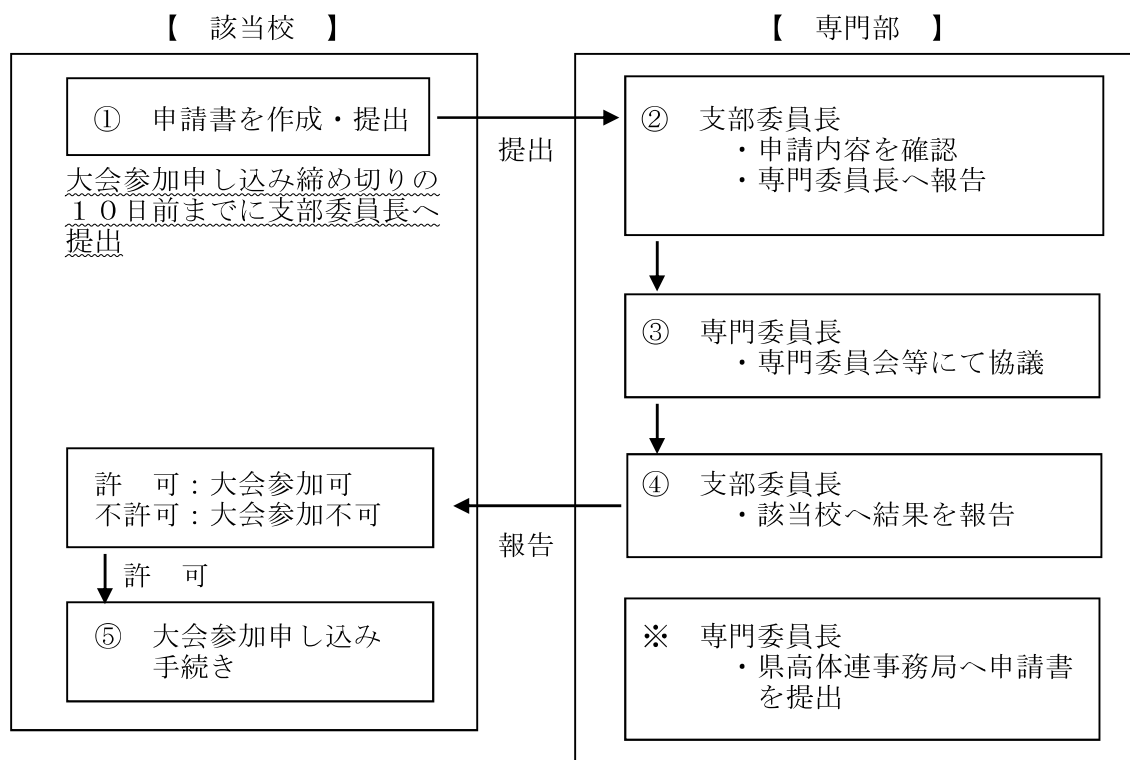 【　該当校　】
①　申請書を作成・提出
大会参加申し込み締め切りの
１０日前までに支部委員長へ
提出
許　可：大会参加可
不許可：大会参加不可
許　可
⑤　大会参加申し込み
手続き
提出
報告
【　専門部　】
②　支部委員長
・申請内容を確認
・専門委員長へ報告
③　専門委員長
・専門委員会等にて協議
④　支部委員長
・該当校へ結果を報告
※　専門委員長
・県高体連事務局へ申請書
を提出